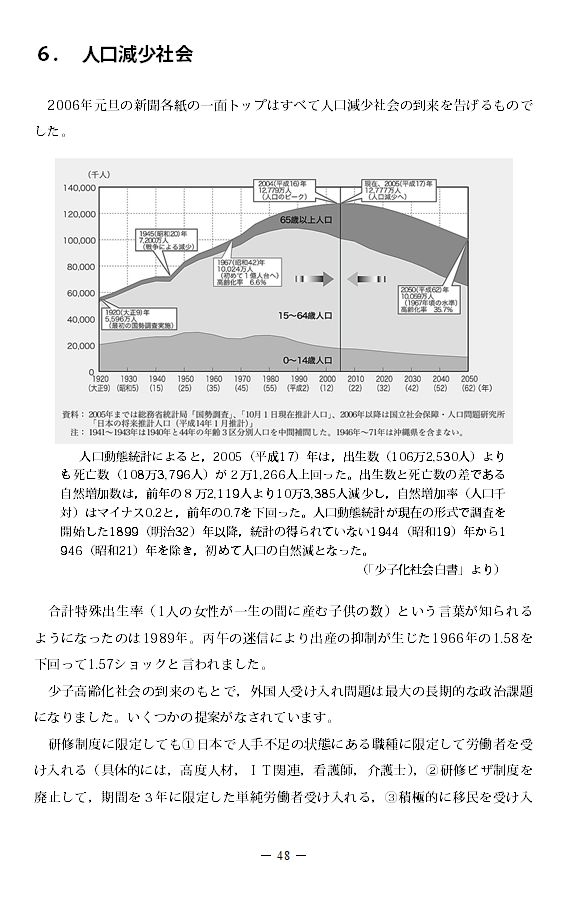 ６． 人口減少社会
2006年元旦の新聞各紙の一面トップはすべて人口減少社会の到来を告げるもので
した。
（千人）
140,000
120,000
100,000
80,000
60,000
40,000
20,000
0
2004(平成16)年
12,779万人
（人口のピーク）
現在、2005(平成17)年
12,777万人
（人口減少へ）
65歳以上人口
1945(昭和20)年
7,200万人
（戦争による減少）
1967(昭和42)年
10,024万人
（初めて１億人台へ）
高齢化率　6.6%
2050(平成62)年
10,059万人
（1967年頃の水準）
高齢化率　35.7%
1920(大正9)年
5,596万人
（最初の国勢調査実施）
15〜64歳人口
0〜14歳人口
1920 1930 1940 1950 1960 1970 1980 1990 2000 2010 2020 2030 2040 2050
(大正9) (昭和5) (15) (25) (35) (45) (55) (平成2) (12) (22) (32) (42) (52) (62) (年)
資料：2005年までは総務省統計局「国勢調査」、「10月１日現在推計人口」、2006年以降は国立社会保障・人口問題研究所
「日本の将来推計人口（平成14年１月推計）」
注：1941〜1943年は1940年と44年の年齢３区分別人口を中間補間した。1946年〜71年は沖縄県を含まない。
人口動態統計によると，2005（平成17）年は，出生数（106万2,530人）より
も死亡数（108万3,796人）が２万1,266人上回った。出生数と死亡数の差である
自然増加数は，前年の８万2,119人より10万3,385人減少し，自然増加率（人口千
対）はマイナス0.2と，前年の0.7を下回った。人口動態統計が現在の形式で調査を
開始した1899（明治32）年以降，統計の得られていない1944（昭和19）年から1
946（昭和21）年を除き，初めて人口の自然減となった。
（「少子化社会白書」より）
合計特殊出生率（1人の女性が一生の間に産む子供の数）という言葉が知られる
ようになったのは1989年。丙午の迷信により出産の抑制が生じた1966年の1.58を
下回って1.57ショックと言われました。
少子高齢化社会の到来のもとで，外国人受け入れ問題は最大の長期的な政治課題
になりました。いくつかの提案がなされています。
研修制度に限定しても①日本で人手不足の状態にある職種に限定して労働者を受
け入れる（具体的には，高度人材，ＩＴ関連，看護師，介護士），②研修ビザ制度を
廃止して，期間を３年に限定した単純労働者受け入れる，③積極的に移民を受け入
― 48 ―